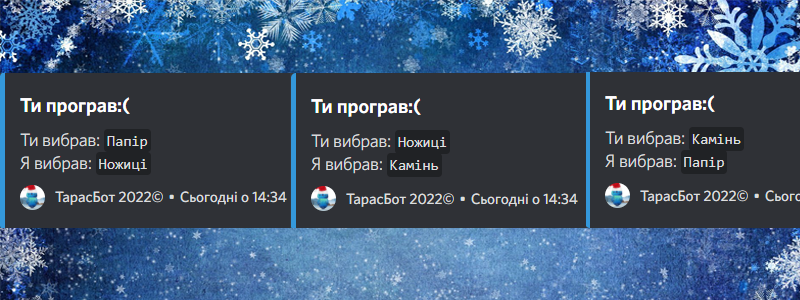 Ти програв:(
Ти вибрав: Папір
Я вибрав: Ножиці
ТарасБот 2022© • Сьогодні о 14:34
Ти програв:(
Ти вибрав: Ножиці
Я вибрав: Камінь
ТарасБот 2022© • Сьогодні о 14:34
Ти програв:(
Ти вибрав: Камінь
Я вибрав: Папір
ТарасБот 2022© •